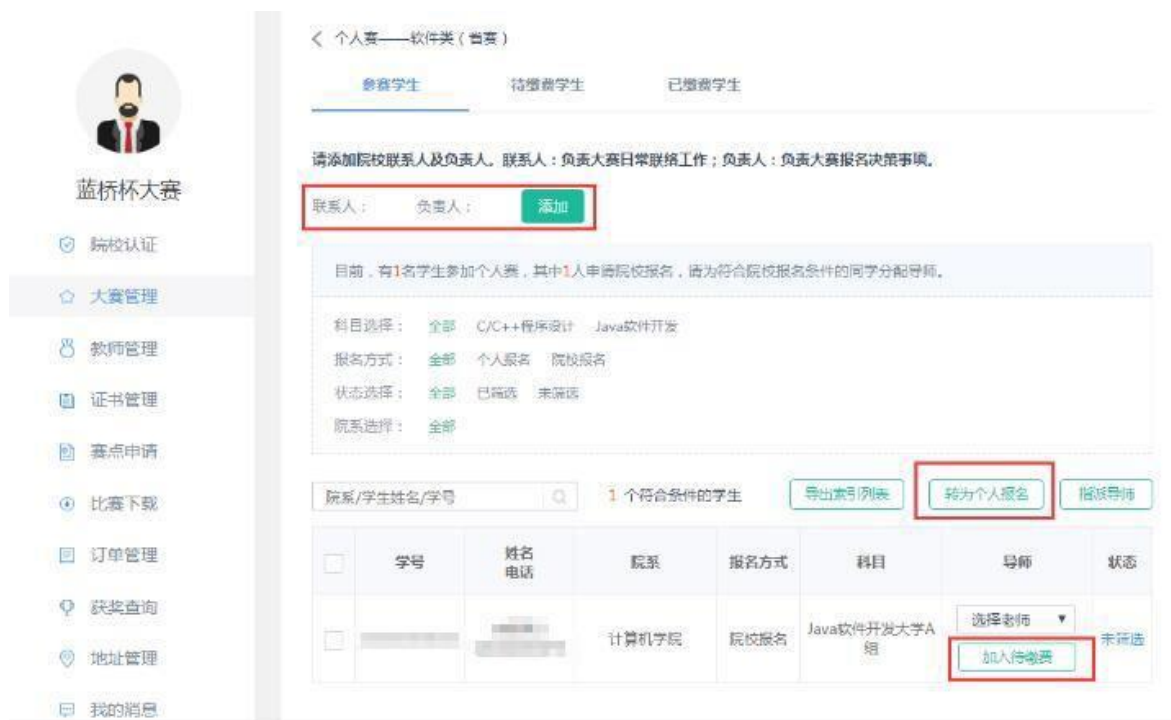 个人赛——软件类（省赛）
参赛学生 待缴费学生 已缴费学生
请添加院校联系人及负责人。联系人：负责大赛日常联络工作；负责人：负责大赛报名决策事项。
联系人： 负责人： 添加
目前，有1名学生参加个人赛，其中1人申请院校报名，请为符合院校报名条件的同学分配导师。
科目选择： 全部 C/C++程序设计 Java软件开发
报名方式： 全部 个人报名 院校报名
状态选择： 全部 已筛选 未筛选
院系选择： 全部
院系/学生姓名/学号 1 个符合条件的学生 导出索引列表 转为个人报名 指派导师
学号 姓名 电话 院系 报名方式 科目 导师 状态
计算机学院 院校报名 Java软件开发大学A组 选择老师 未筛选
加入待缴费
蓝桥杯大赛
院校认证
大赛管理
教师管理
证书管理
赛点申请
比赛下载
订单管理
获奖查询
地址管理
我的消息